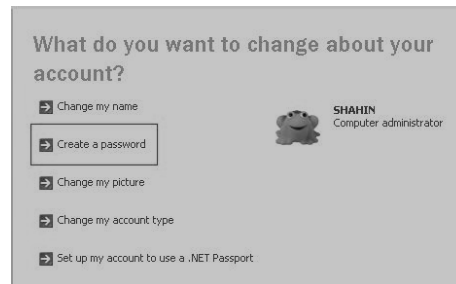 What do you want to change about your
account?
Change my name
SHAHIN
Computer administrator
Create a password
Change my picture
Change my account type
Set up my account to use a .NET Passport